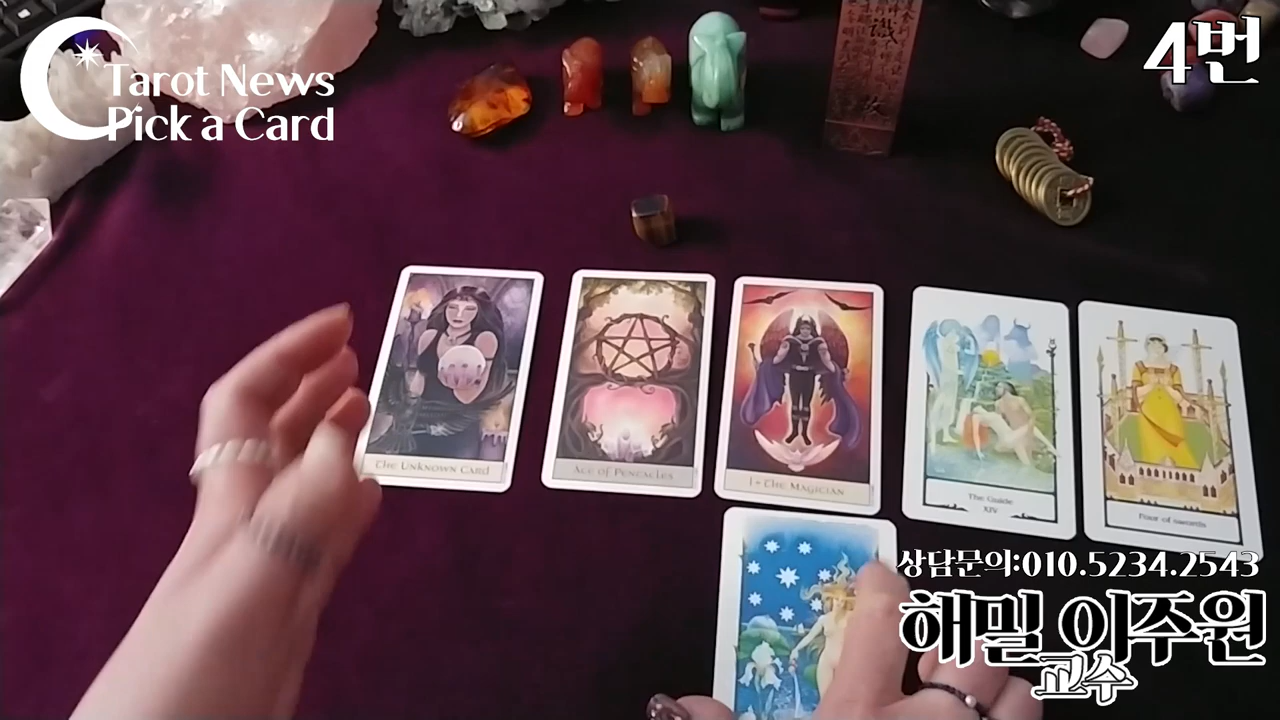 Tarot News
Pick a Card
4번
THE UNKNOWN CARD
ACE OF PENTACLES
I • THE MAGICIAN
The Guide
XIV
Four of swords
상담문의:010.5234.2543
해밀 이주원
교수